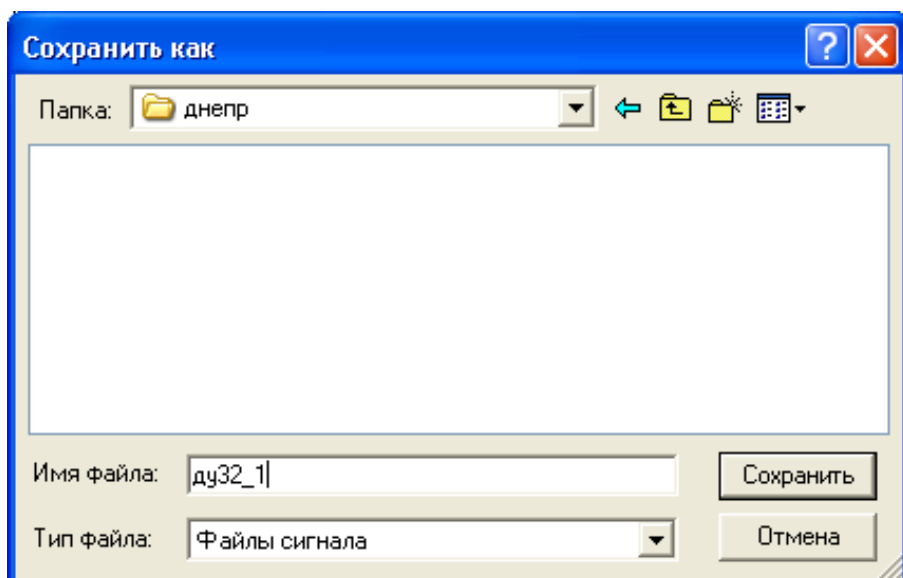 Сохранить как
Папка: днепр
Имя файла: ду32_1
Сохранить
Тип файла: Файлы сигнала
Отмена